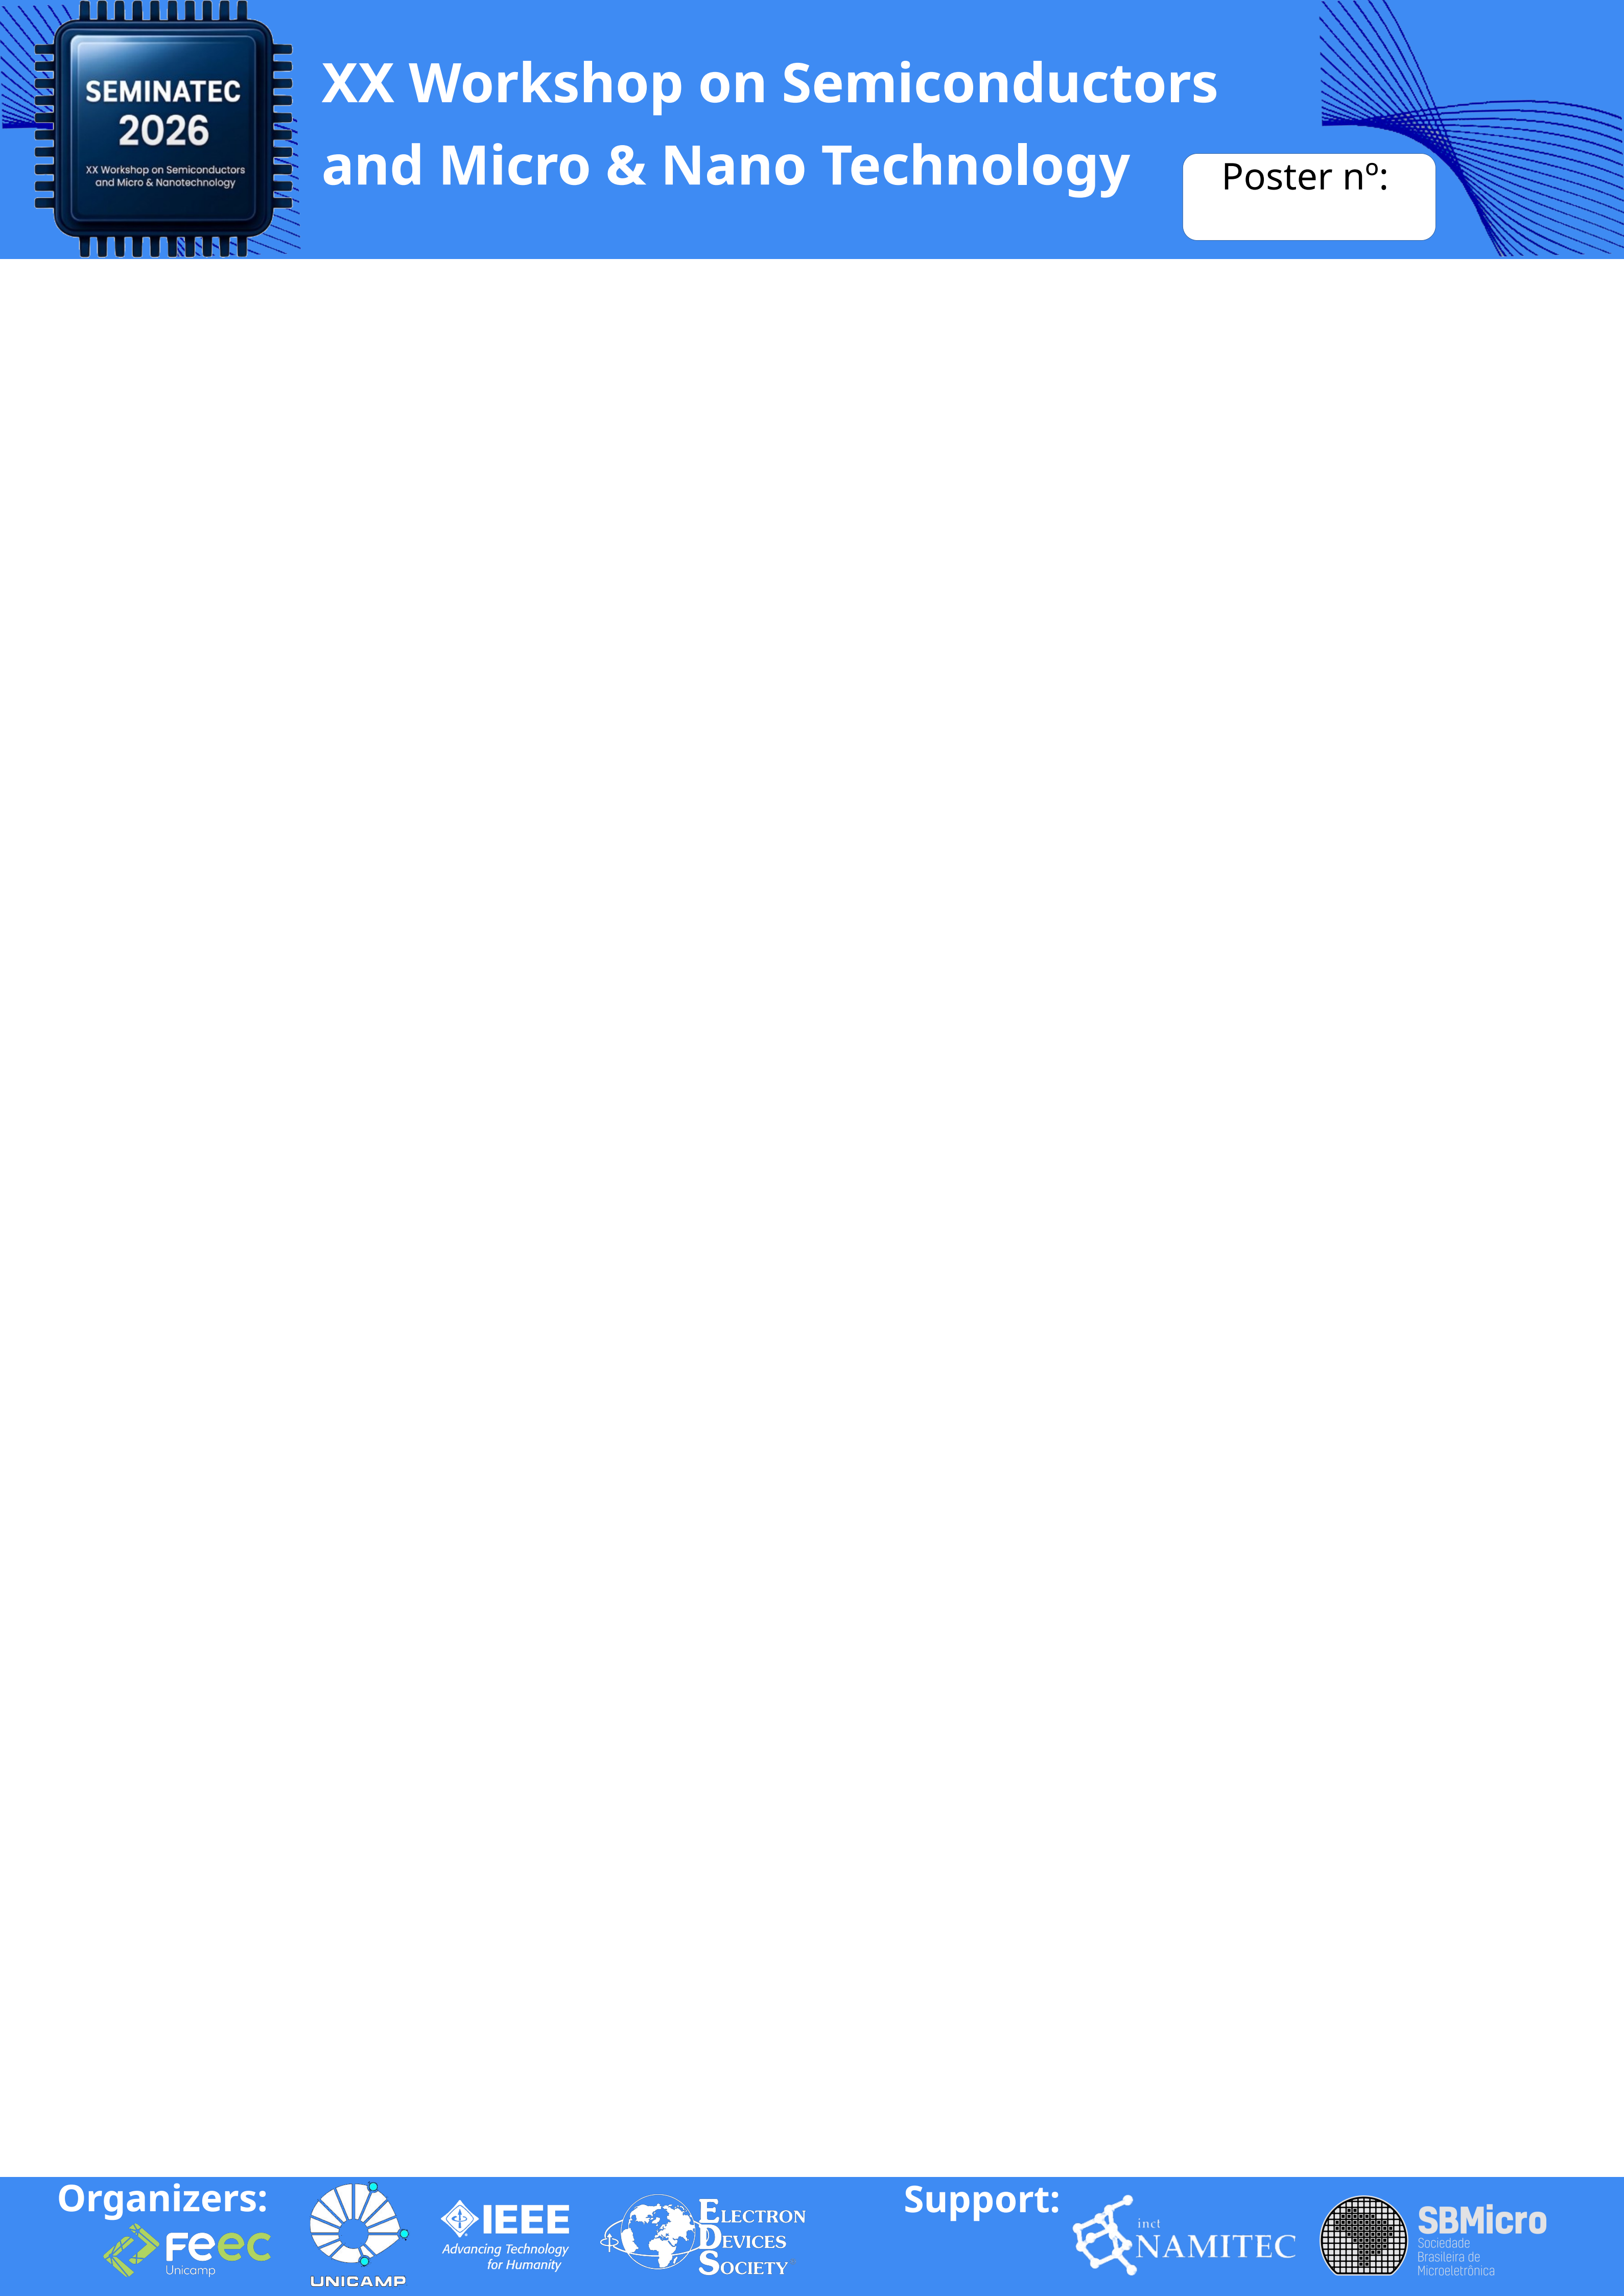 SEMINATEC
2026
XX Workshop on Semiconductors
and Micro & Nanotechnology
XX Workshop on Semiconductors
and Micro & Nano Technology
Poster nº:
Organizers:
feec
Unicamp
UNICAMP
IEEE
Advancing Technology
for Humanity
ELECTRON
DEVICES
SOCIETY
Support:
inct
NAMITEC
SBMicro
Sociedade
Brasileira de
Microeletrônica